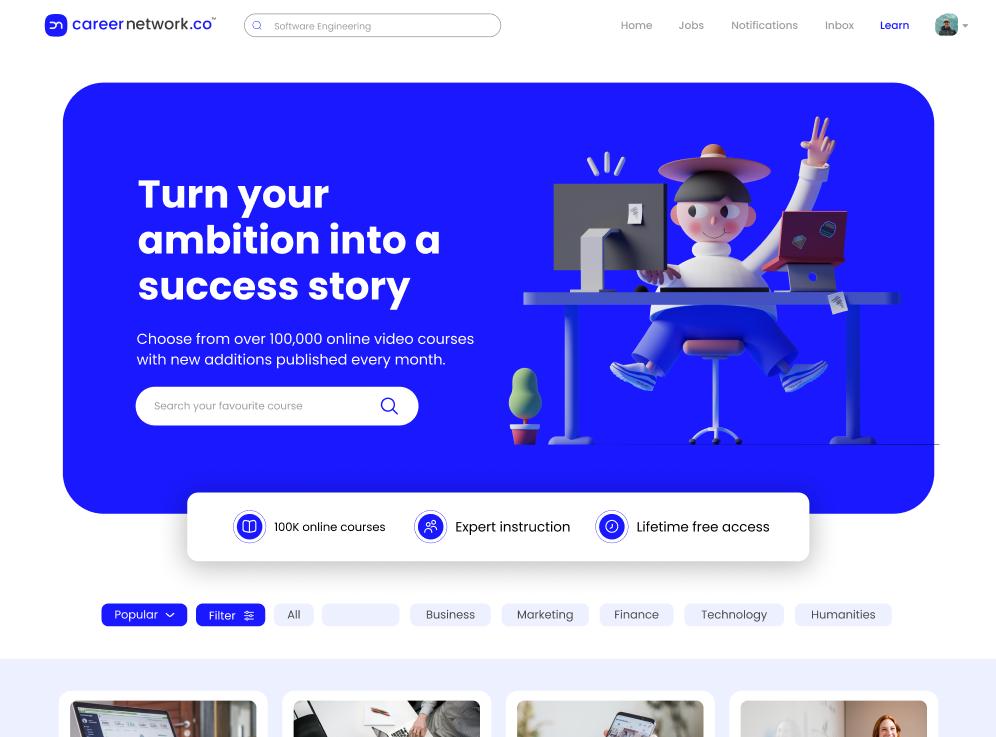 careernetwork.co™
Software Engineering
Home
Jobs
Notifications
Inbox
Learn
Turn your
ambition into a
success story
Choose from over 100,000 online video courses
with new additions published every month.
Search your favourite course
100K online courses
Expert instruction
Lifetime free access
Popular
Filter
All
Business
Marketing
Finance
Technology
Humanities